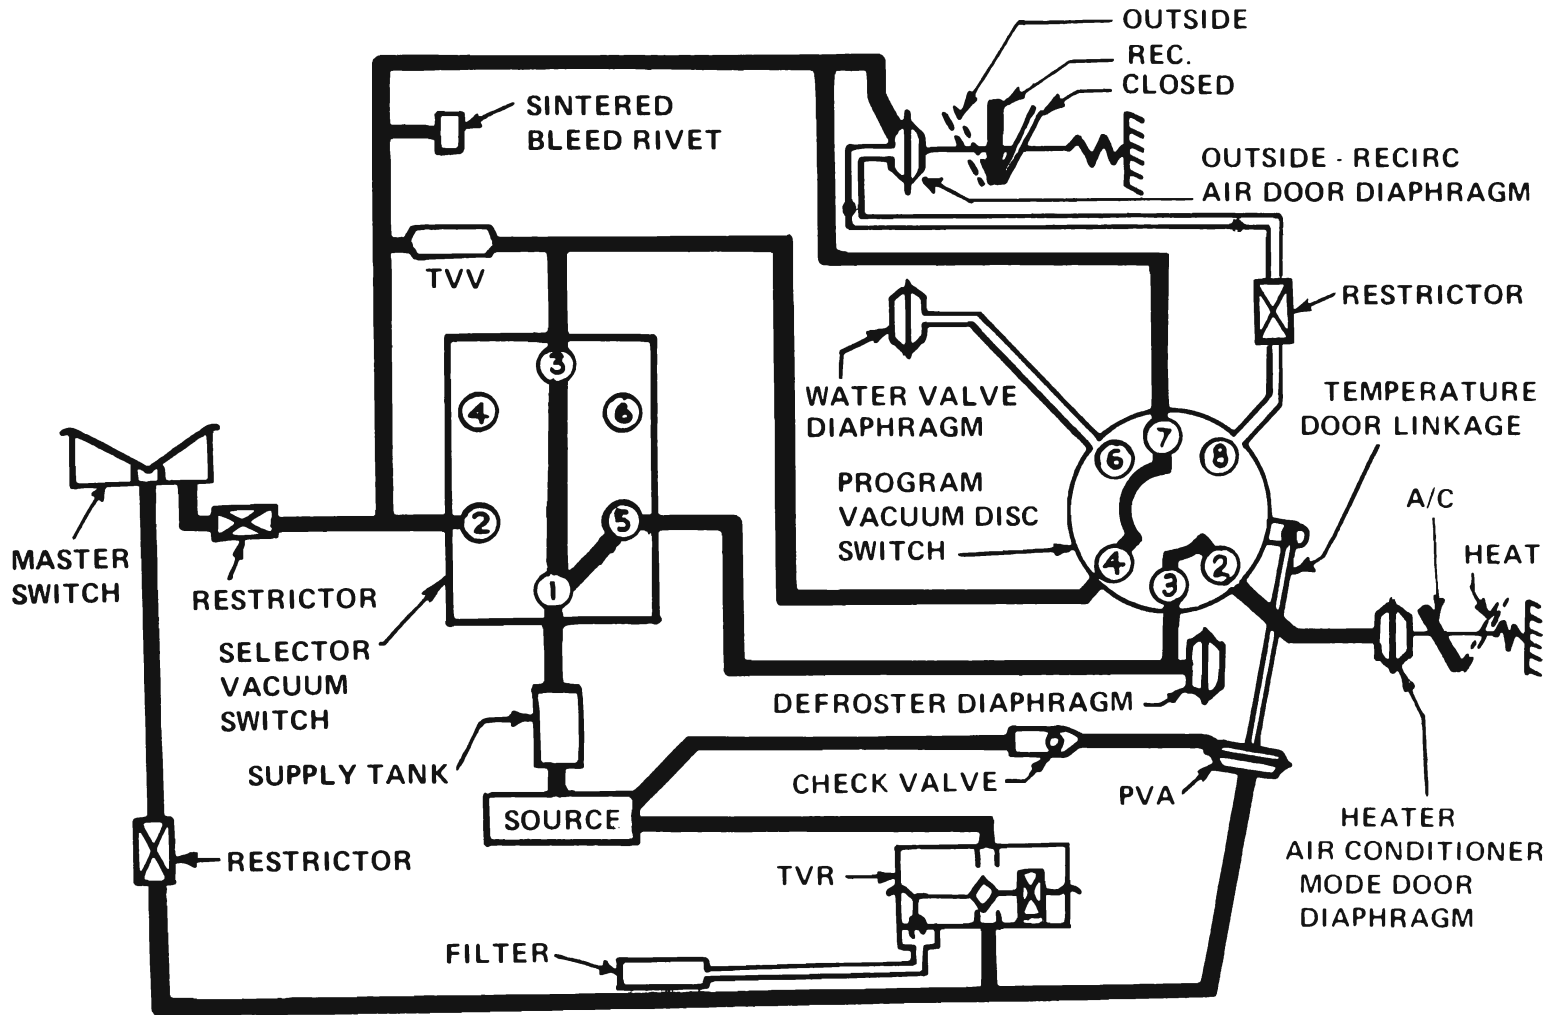 OUTSIDE
REC.
CLOSED
SINTERED
BLEED RIVET
OUTSIDE - RECIRC
AIR DOOR DIAPHRAGM
TVV
RESTRICTOR
3
4
6
WATER VALVE
DIAPHRAGM
TEMPERATURE
DOOR LINKAGE
7
6
8
PROGRAM
VACUUM DISC
SWITCH
A/C
HEAT
2
5
MASTER
SWITCH
RESTRICTOR
1
4
3
2
SELECTOR
VACUUM
SWITCH
DEFROSTER DIAPHRAGM
SUPPLY TANK
CHECK VALVE
PVA
SOURCE
HEATER
AIR CONDITIONER
MODE DOOR
DIAPHRAGM
RESTRICTOR
TVR
FILTER